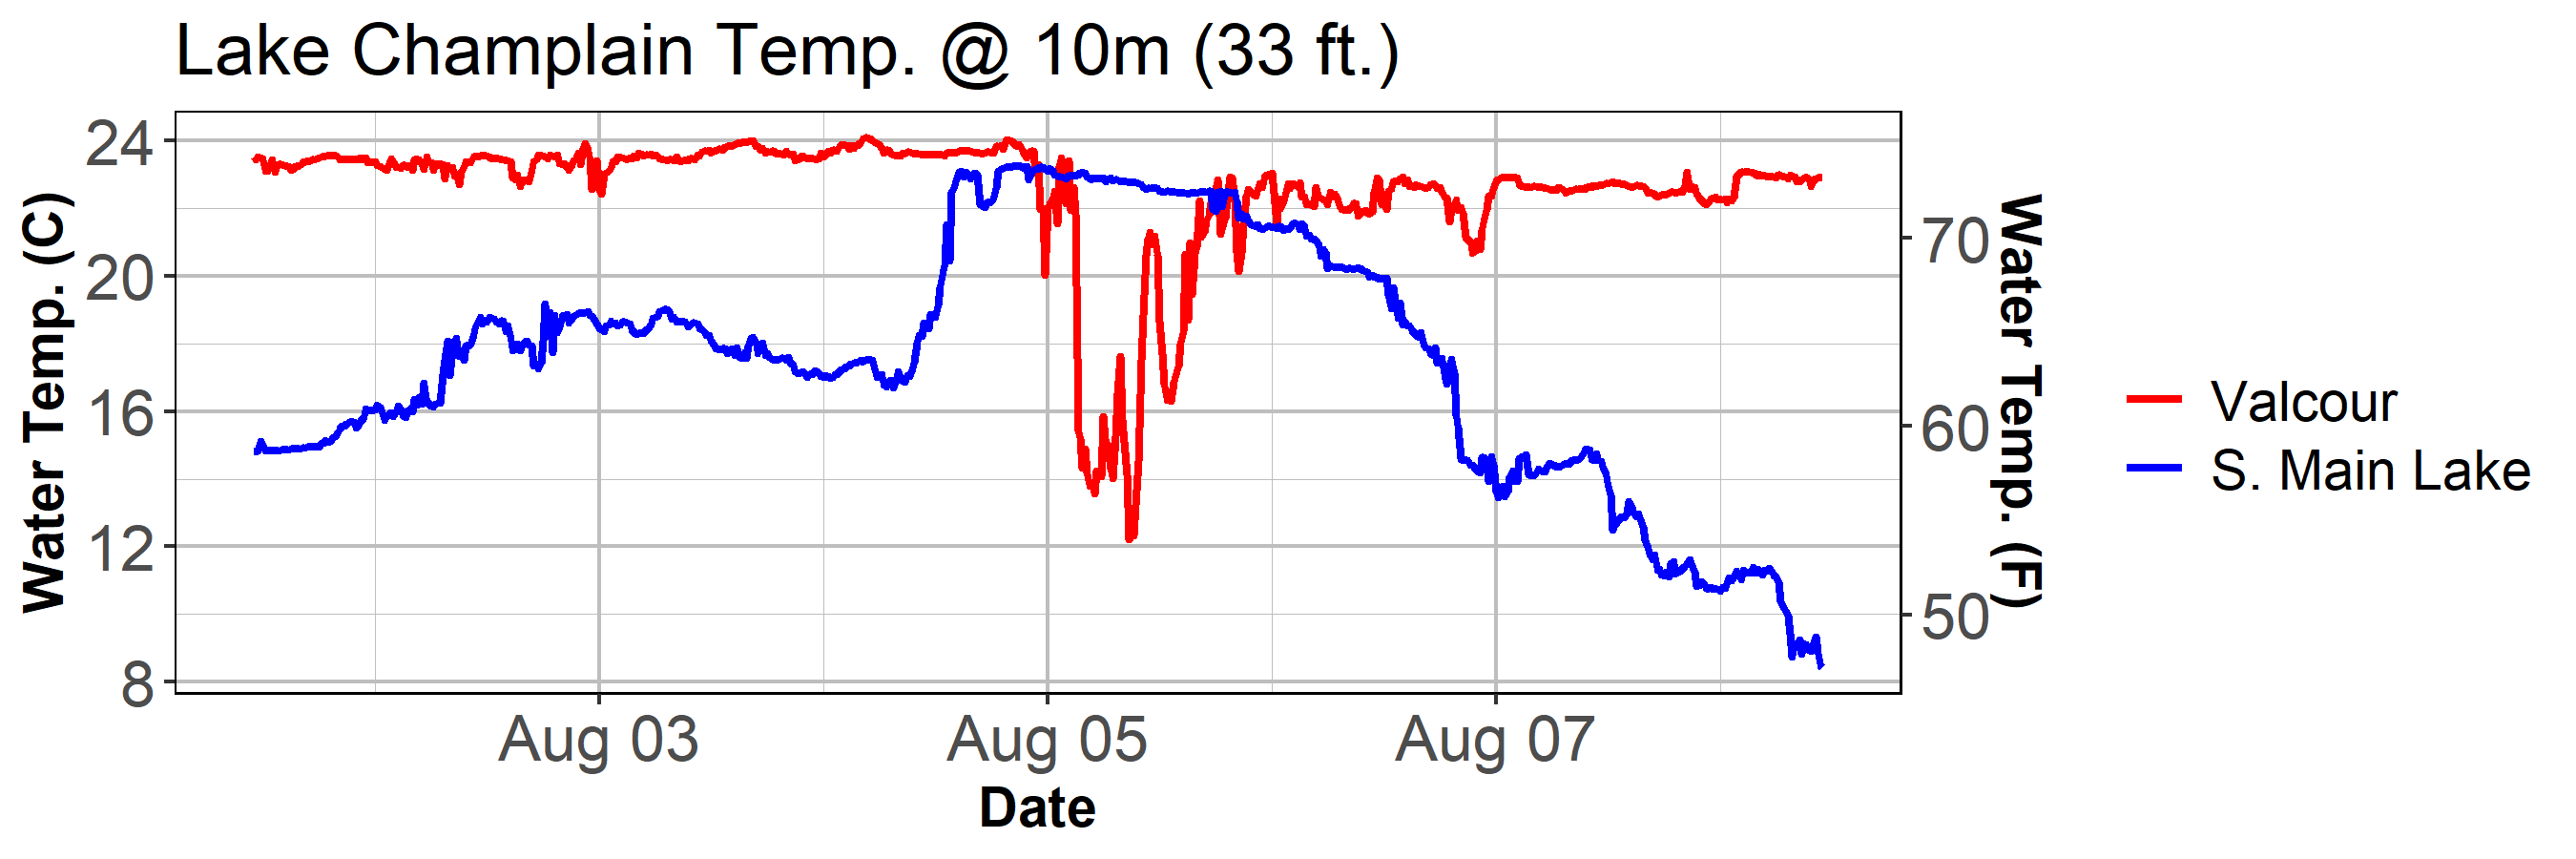 Lake Champlain Temp. @ 10m (33 ft.)
Water Temp. (C)
24
20
16
12
8
70
60
50
Water Temp. (F)
Aug 03
Aug 05
Aug 07
Date
Valcour
S. Main Lake